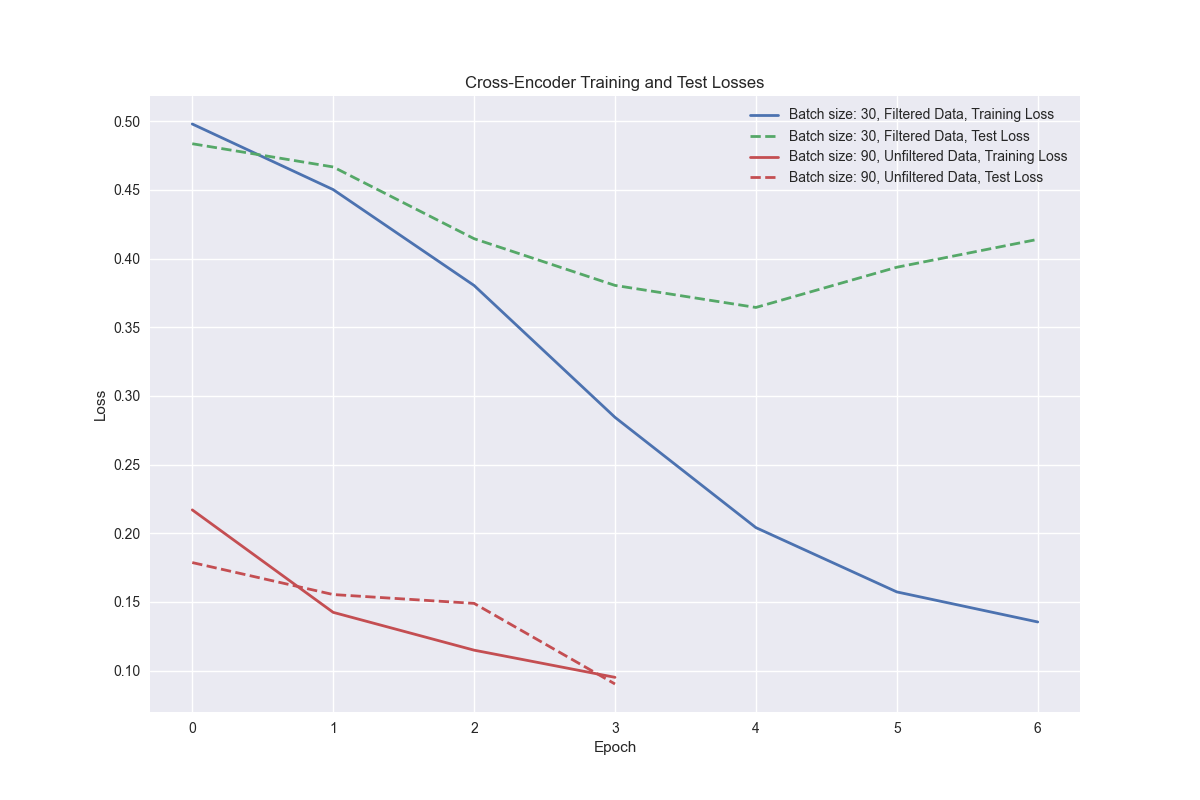 Cross-Encoder Training and Test Losses
Batch size: 30, Filtered Data, Training Loss
Batch size: 30, Filtered Data, Test Loss
Batch size: 90, Unfiltered Data, Training Loss
Batch size: 90, Unfiltered Data, Test Loss
0.50
0.45
0.40
0.35
0.30
0.25
0.20
0.15
0.10
Loss
0 1 2 3 4 5 6
Epoch